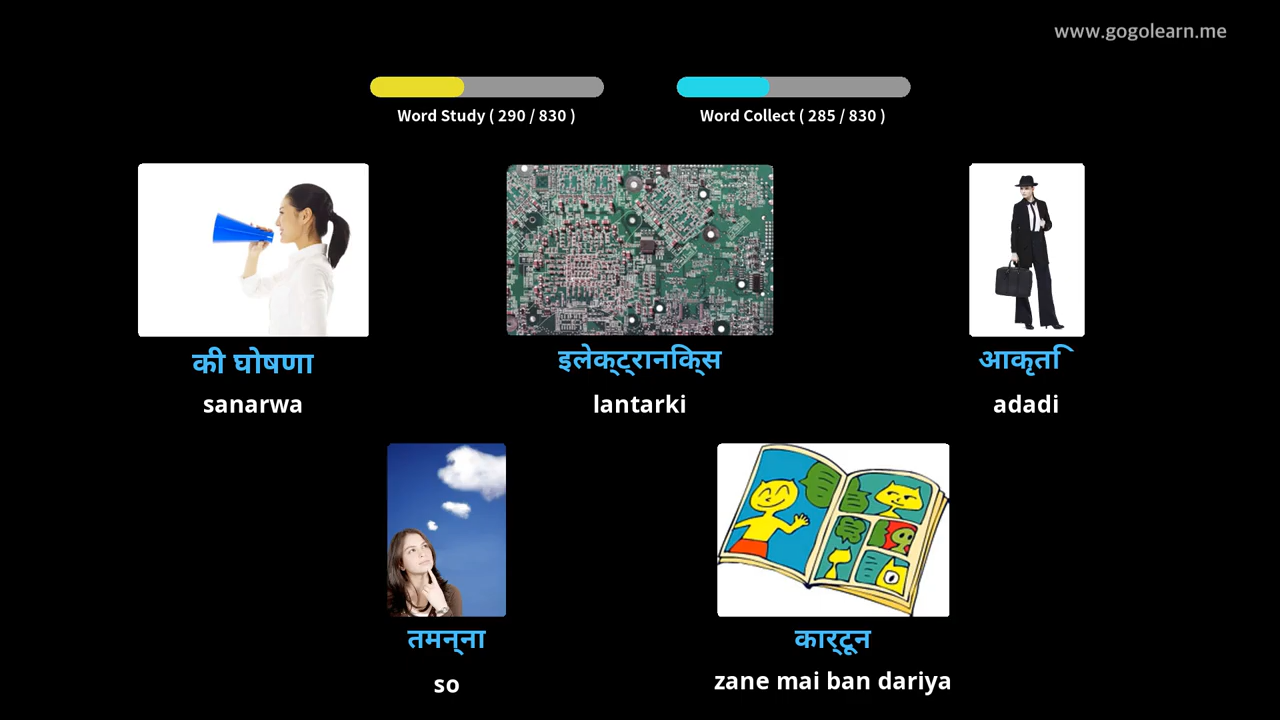 www.gogolearn.me
Word Study ( 290 / 830 )
Word Collect ( 285 / 830 )
की घोषणा
इलेक्ट्रानिक्स
आकृति
sanarwa
lantarki
adadi
तमन्ना
कार्टून
so
zane mai ban dariya